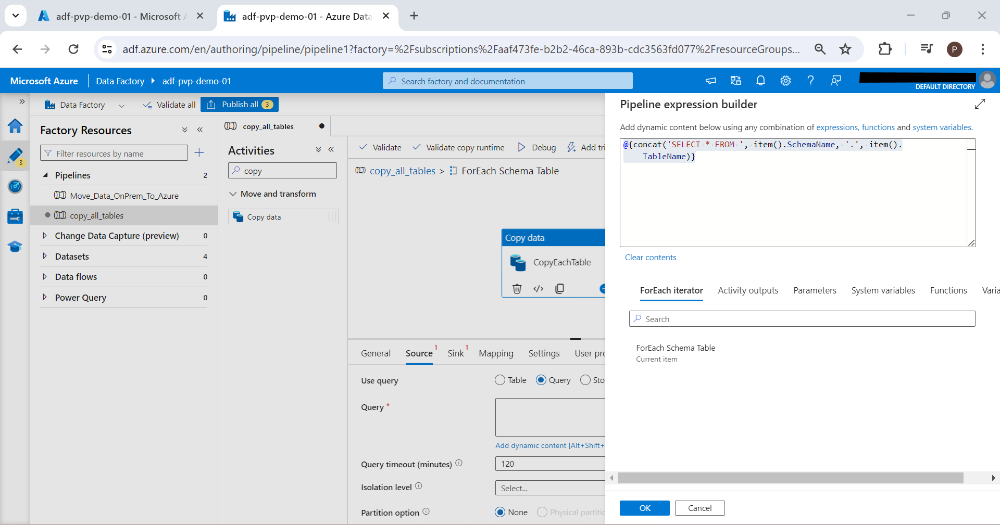 adf-pvp-demo-01 - Microsoft A
adf-pvp-demo-01 - Azure Data
adf.azure.com/en/authoring/pipeline/pipeline1?factory=%2Fsubscriptions%2Faaf473fe-b2b2-46ca-893b-cdc3563fd077%2FresourceGroups...
P
Microsoft Azure
Data Factory
adf-pvp-demo-01
Search factory and documentation
DEFAULT DIRECTORY
Data Factory
Validate all
Publish all
3
3
Factory Resources
Filter resources by name
Pipelines
2
Move_Data_OnPrem_To_Azure
copy_all_tables
Change Data Capture (preview)
0
Datasets
4
Data flows
0
Power Query
0
copy_all_tables
Activities
copy
Move and transform
Copy data
Validate
Validate copy runtime
Debug
Add tri
copy_all_tables > ForEach Schema Table
Copy data
CopyEachTable
General
Source
1
Sink
1
Mapping
Settings
User pro
Use query
Table
Query
Sto
Query *
Add dynamic content [Alt+Shift+
Query timeout (minutes)
120
Isolation level
Select...
Partition option
None
Physical partitio
Pipeline expression builder
Add dynamic content below using any combination of expressions, functions and system variables.
@{concat('SELECT * FROM ', item().SchemaName, '.', item().
TableName)}
Clear contents
ForEach iterator
Activity outputs
Parameters
System variables
Functions
Varia
Search
ForEach Schema Table
Current item
OK
Cancel